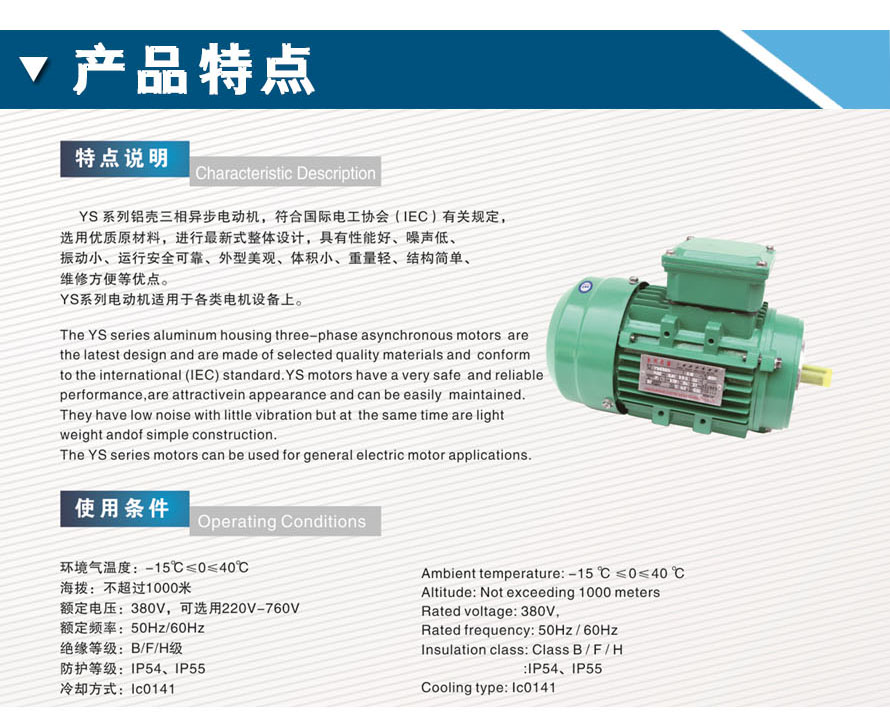 产品特点
特点说明
Characteristic Description
YS 系列铝壳三相异步电动机，符合国际电工协会（IEC）有关规定，
选用优质原材料，进行最新式整体设计，具有性能好、噪声低、
振动小、运行安全可靠、外型美观、体积小、重量轻、结构简单、
维修方便等优点。
YS系列电动机适用于各类电机设备上。
The YS series aluminum housing three-phase asynchronous motors are
the latest design and are made of selected quality materials and conform
to the international (IEC) standard.YS motors have a very safe and reliable
performance,are attractivein appearance and can be easily maintained.
They have low noise with little vibration but at the same time are light
weight andof simple construction.
The YS series motors can be used for general electric motor applications.
使用条件
Operating Conditions
环境气温度：-15℃≤0≤40℃
海拨：不超过1000米
额定电压：380V，可选用220V-760V
额定频率：50Hz/60Hz
绝缘等级：B/F/H级
防护等级：IP54、IP55
冷却方式：Ic0141
Ambient temperature: -15 ℃ ≤0≤40 ℃
Altitude: Not exceeding 1000 meters
Rated voltage: 380V,
Rated frequency: 50Hz / 60Hz
Insulation class: Class B / F / H
:IP54、IP55
Cooling type: Ic0141